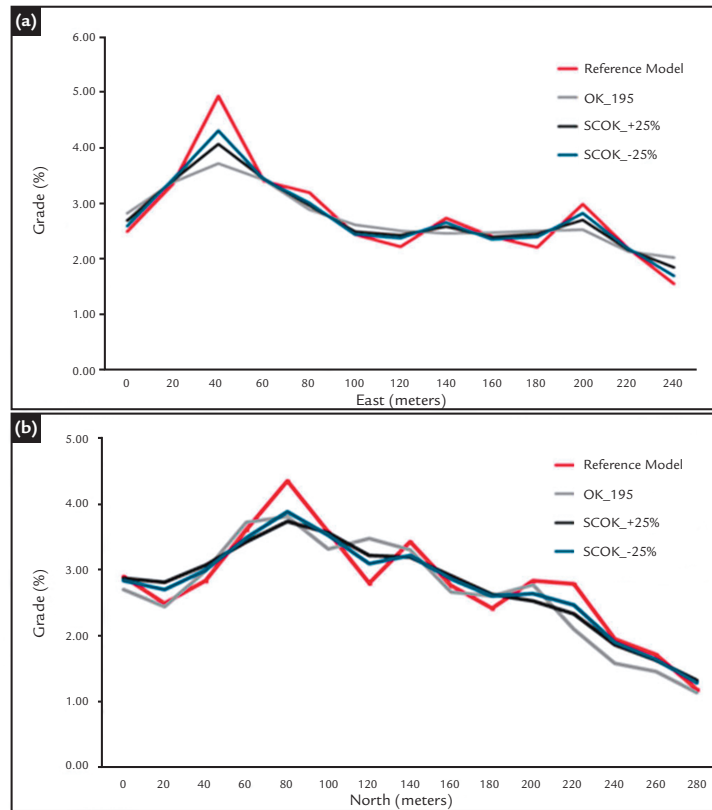 (a)
6.00
5.00
4.00
3.00
2.00
1.00
0.00
Grade (%)
Reference Model
OK_195
SCOK_+25%
SCOK_-25%
0 20 40 60 80 100 120 140 160 180 200 220 240
East (meters)
(b)
5.00
4.00
3.00
2.00
1.00
0.00
Grade (%)
Reference Model
OK_195
SCOK_+25%
SCOK_-25%
0 20 40 60 80 100 120 140 160 180 200 220 240 260 280
North (meters)